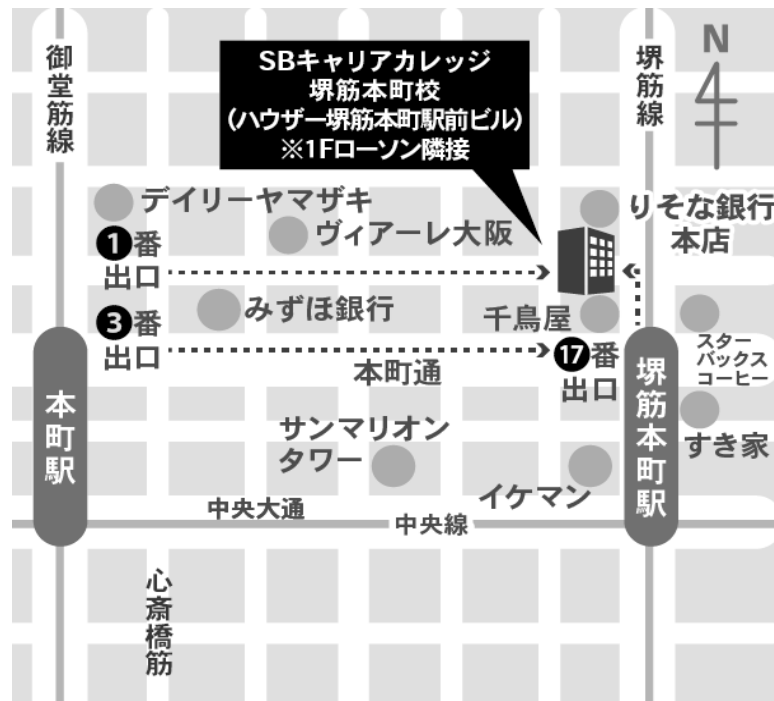 御堂筋線
SBキャリアカレッジ
堺筋本町校
(ハウザー堺筋本町駅前ビル)
※1Fローソン隣接
堺筋線
N
デイリーヤマザキ
ヴィアーレ大阪
りそな銀行
本店
1番
出口
みずほ銀行
千鳥屋
3番
出口
本町通
17番
出口
スター
バックス
コーヒー
本町駅
堺筋本町駅
サンマリオン
タワー
すき家
イケマン
中央大通
中央線
心斎橋筋